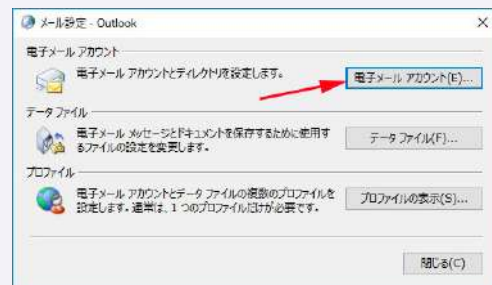 メール設定 - Outlook
電子メール アカウント
電子メール アカウントとディレクトリを設定します。
電子メール アカウント(E)...
データ ファイル
電子メール メッセージとドキュメントを保存するために使用す
るファイルの設定を変更します。
データ ファイル(F)...
プロファイル
電子メール アカウントとデータ ファイルの複数のプロファイルを
設定します。通常は、1 つのプロファイルだけが必要です。
プロファイルの表示(S)...
閉じる(C)